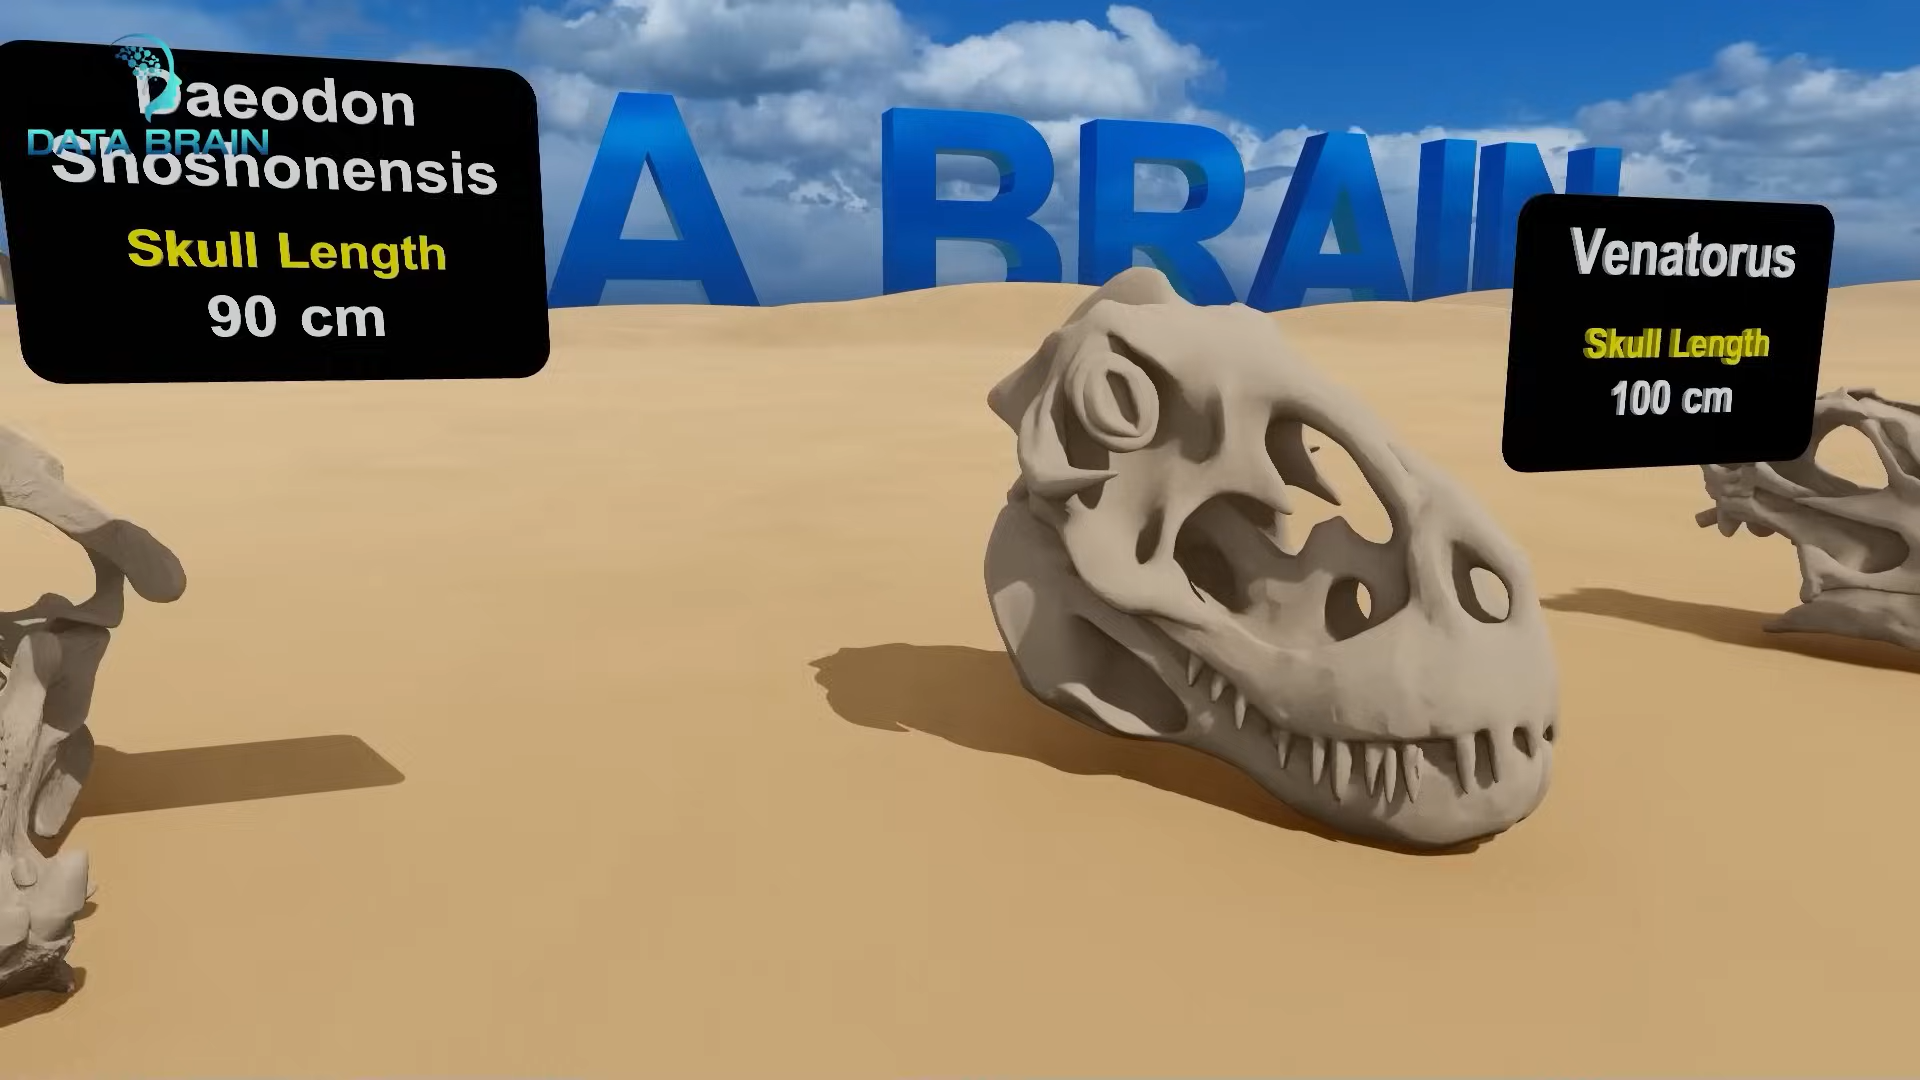 Daeodon
Shoshonensis
Skull Length
90 cm
DATA BRAIN
A BRAIN
Venatorus
Skull Length
100 cm